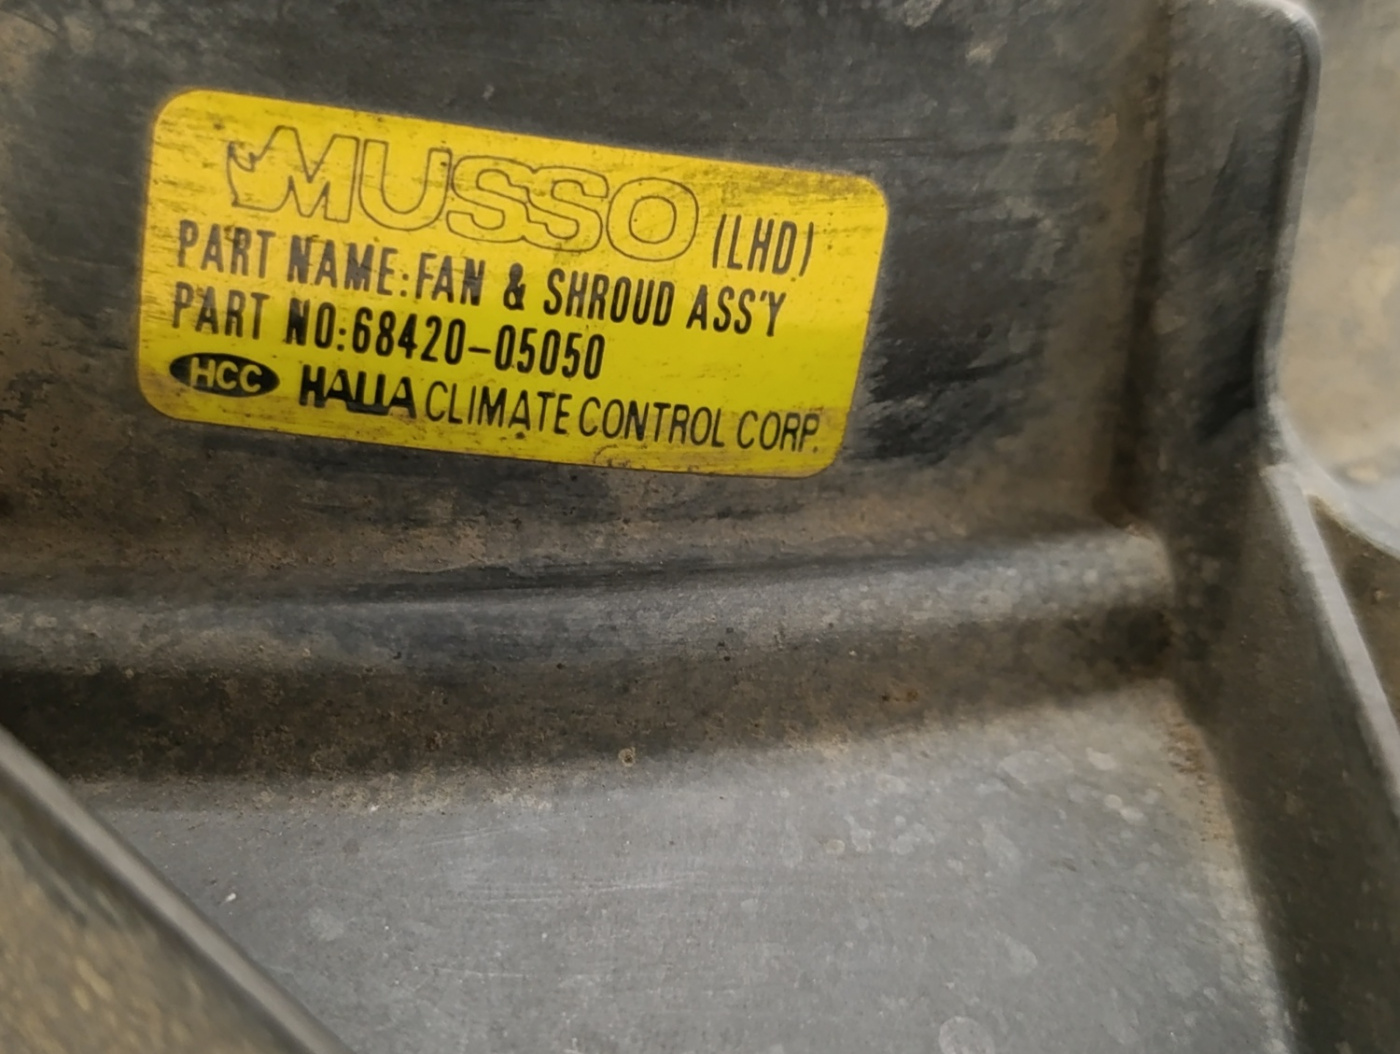 MUSSO (LHD)
PART NAME:FAN & SHROUD ASS'Y
PART NO:68420-05050
HCC HALLA CLIMATE CONTROL CORP.